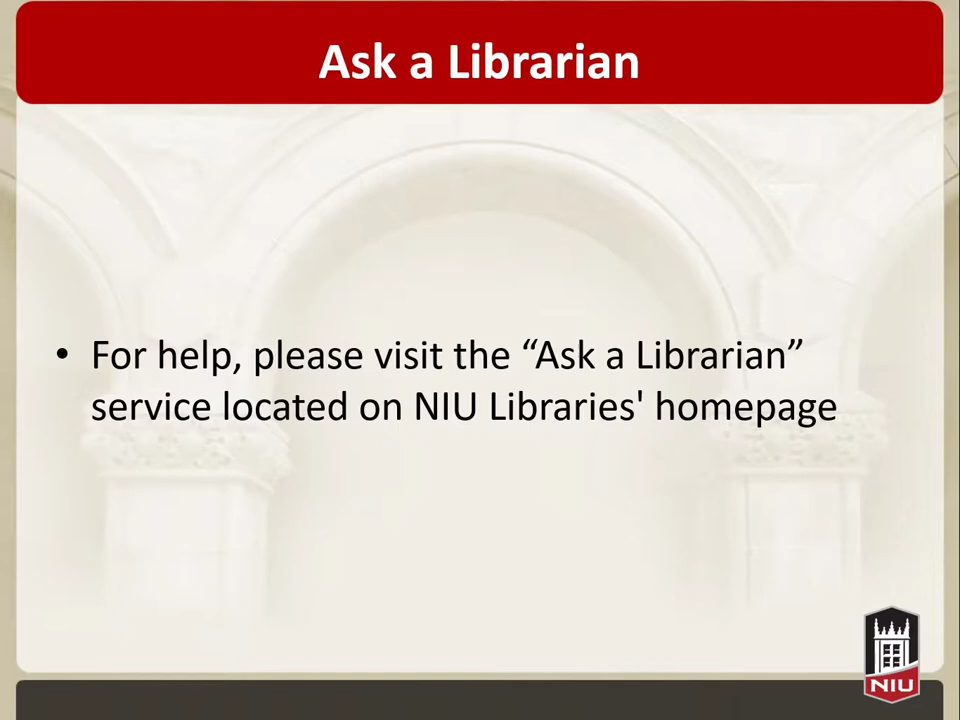 Ask a Librarian
• For help, please visit the “Ask a Librarian”
service located on NIU Libraries' homepage
NIU